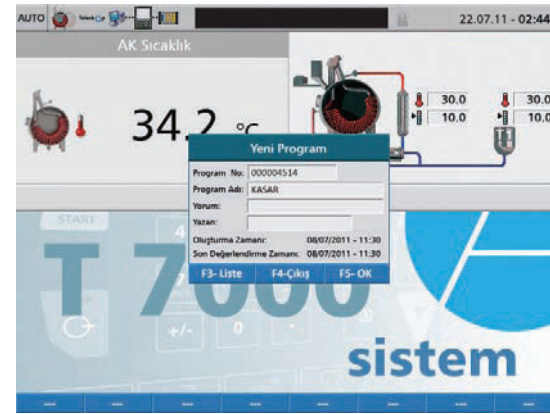 AUTO
22.07.11 - 02:44
AK Sıcaklık
34.2 °C
30.0
10.0
30.0
10.0
Yeni Program
Program No: 000004514
Program Adı: KASAR
Yorum:
Yazan:
Oluşturma Zamanı: 08/07/2011 - 11:30
Son Değerlendirme Zamanı: 08/07/2011 - 11:30
F3- Liste F4-Çıkış F5- OK
START
T 7000
+/- 0 .
sistem
--- --- --- --- --- --- --- ---